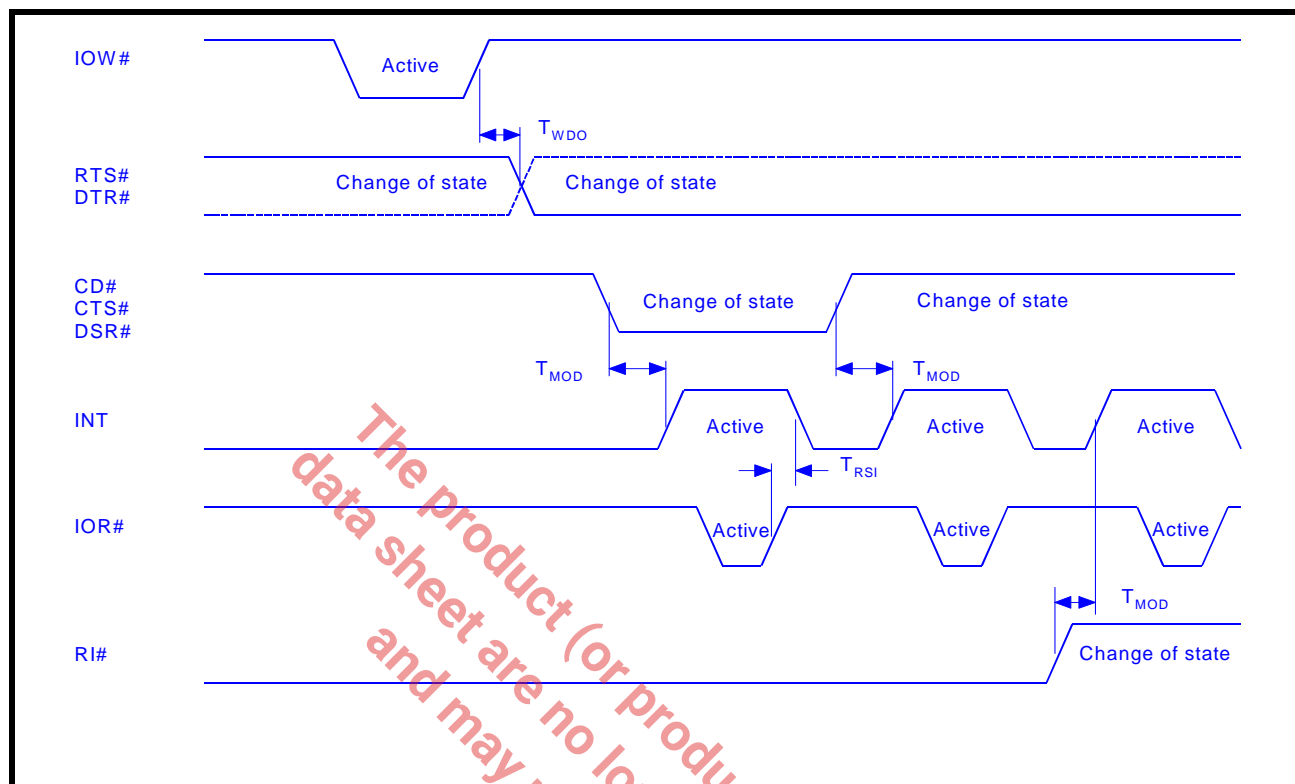 IOW#
Active
TWDO
RTS#
DTR#
Change of state
Change of state
CD#
CTS#
DSR#
Change of state
Change of state
TMOD
TMOD
INT
Active
Active
Active
TRSI
IOR#
Active
Active
Active
TMOD
RI#
Change of state
The product (or produ
data sheet are no lo
and may